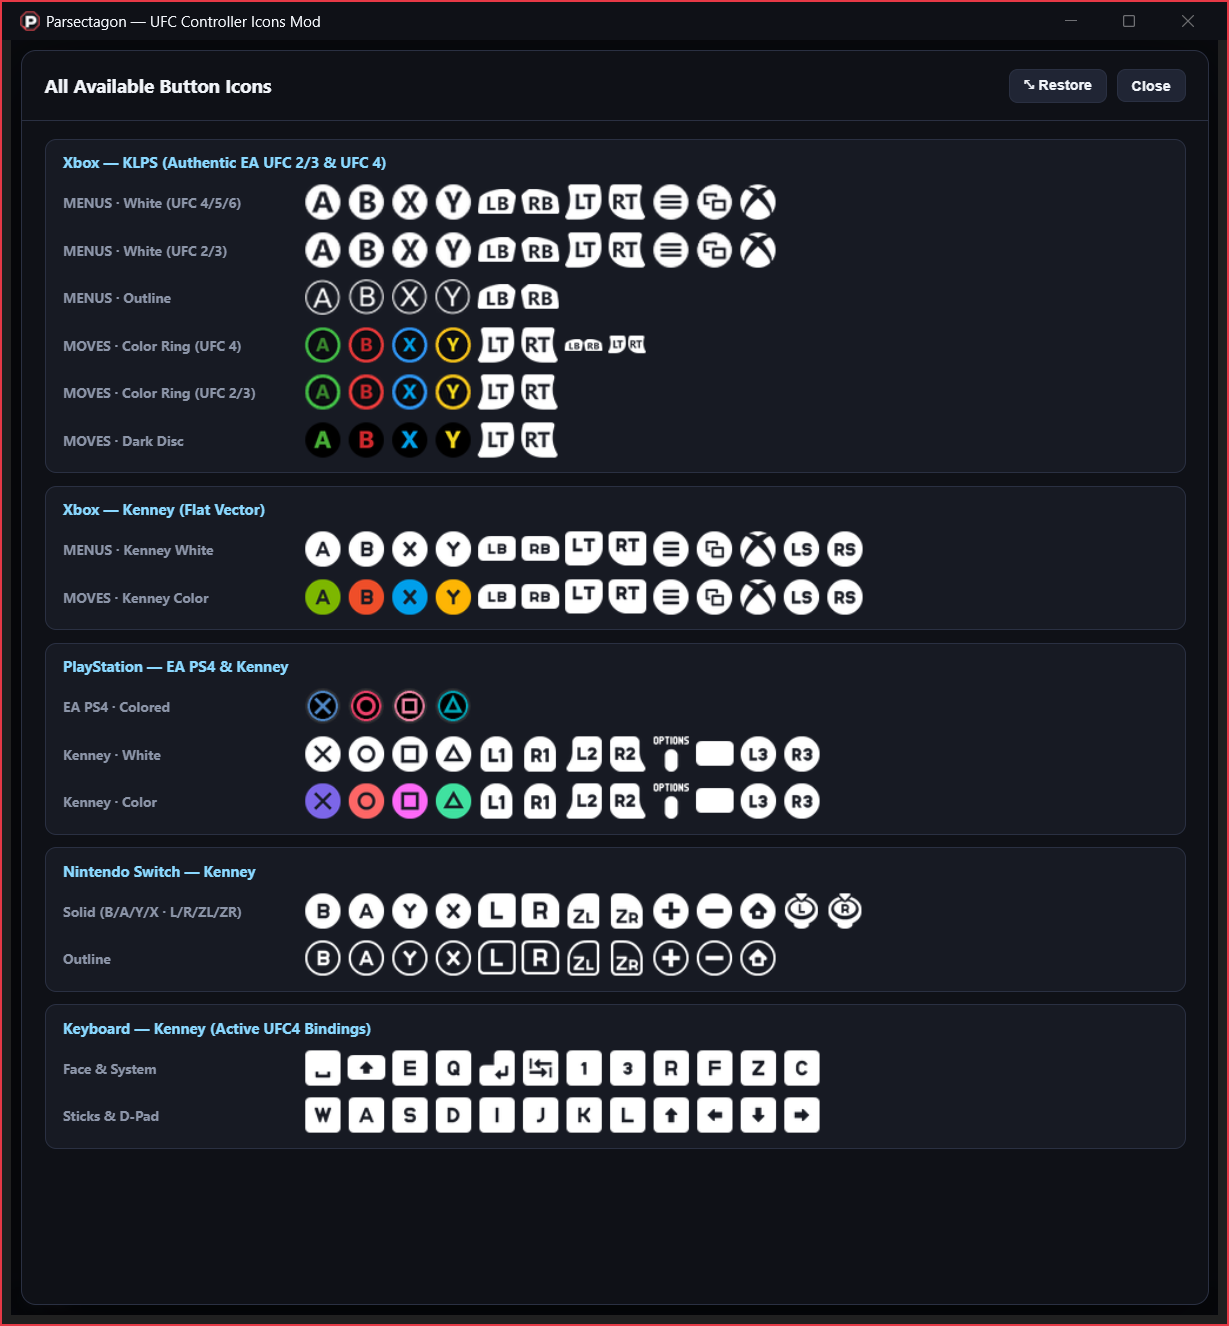 Parsectagon — UFC Controller Icons Mod
All Available Button Icons
Restore Close
Xbox — KLPS (Authentic EA UFC 2/3 & UFC 4)
MENUS · White (UFC 4/5/6) A B X Y LB RB LT RT
MENUS · White (UFC 2/3) A B X Y LB RB LT RT
MENUS · Outline A B X Y LB RB
MOVES · Color Ring (UFC 4) A B X Y LT RT LB RB LT RT
MOVES · Color Ring (UFC 2/3) A B X Y LT RT
MOVES · Dark Disc A B X Y LT RT
Xbox — Kenney (Flat Vector)
MENUS · Kenney White A B X Y LB RB LT RT LS RS
MOVES · Kenney Color A B X Y LB RB LT RT LS RS
PlayStation — EA PS4 & Kenney
EA PS4 · Colored
Kenney · White L1 R1 L2 R2 OPTIONS L3 R3
Kenney · Color L1 R1 L2 R2 OPTIONS L3 R3
Nintendo Switch — Kenney
Solid (B/A/Y/X · L/R/ZL/ZR) B A Y X L R ZL ZR L R
Outline B A Y X L R ZL ZR
Keyboard — Kenney (Active UFC4 Bindings)
Face & System E Q 1 3 R F Z C
Sticks & D-Pad W A S D I J K L